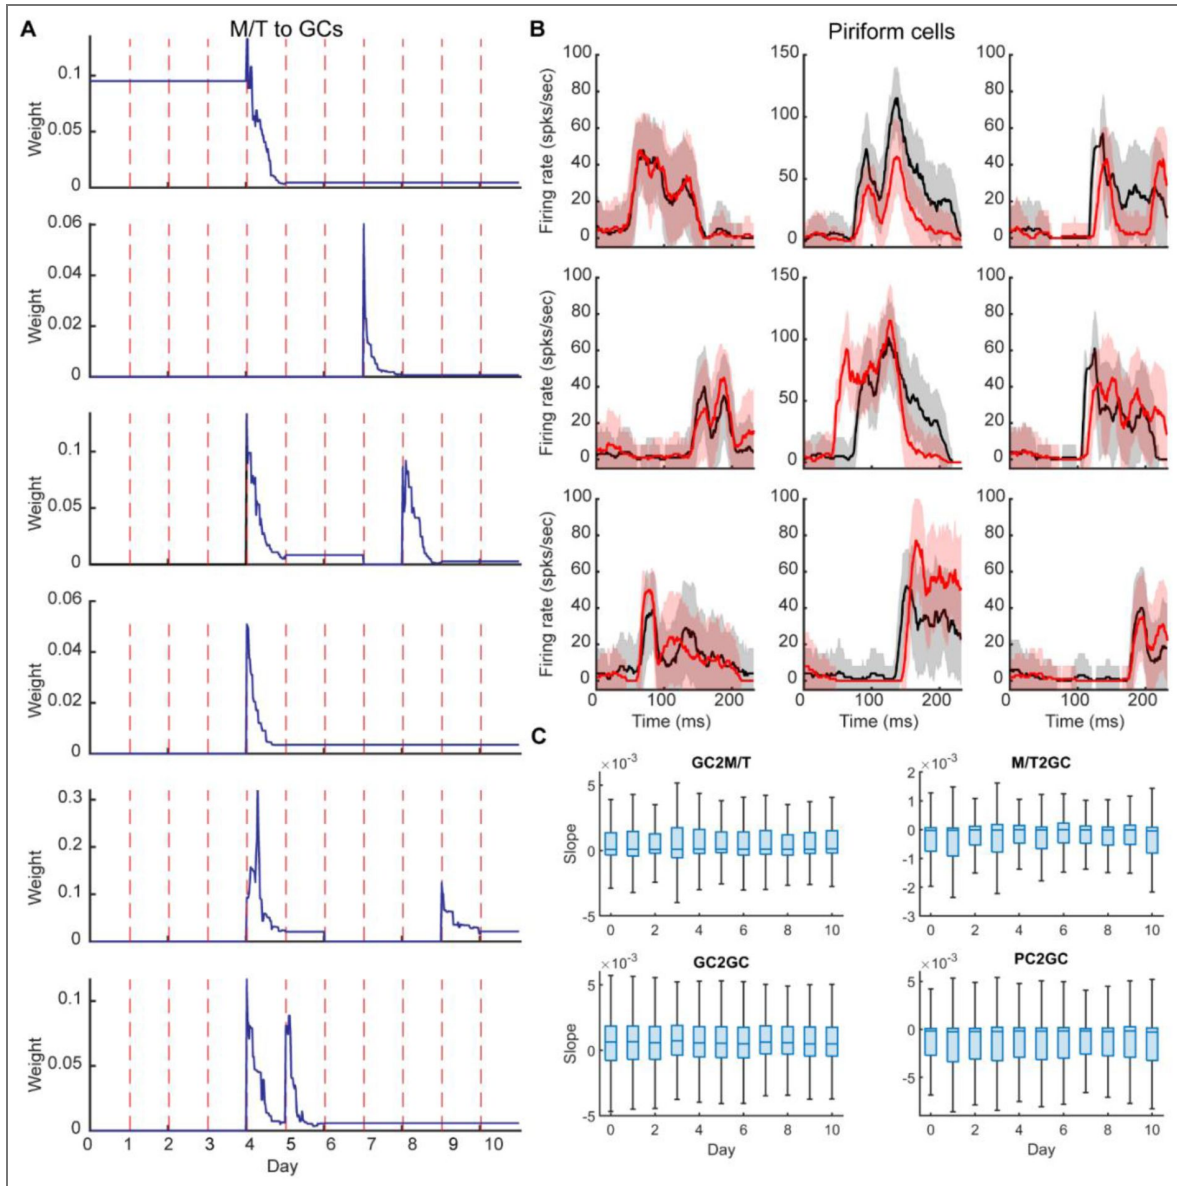 A
M/T to GCs
Weight
0.1
0.05
0
Weight
0.06
0.04
0.02
0
Weight
0.1
0.05
0
Weight
0.06
0.04
0.02
0
Weight
0.3
0.2
0.1
0
Weight
0.1
0.05
0
0 1 2 3 4 5 6 7 8 9 10
Day
B
Piriform cells
Firing rate (spks/sec)
100
80
60
40
20
0
150
100
50
0
100
80
60
40
20
0
0 100 200
Firing rate (spks/sec)
100
80
60
40
20
0
150
100
50
0
100
80
60
40
20
0
0 100 200
Firing rate (spks/sec)
100
80
60
40
20
0
100
80
60
40
20
0
100
80
60
40
20
0
0 100 200
0 100 200
0 100 200
Time (ms)
Time (ms)
Time (ms)
C
GC2M/T
×10⁻³
Slope
5
0
-5
0 2 4 6 8 10
M/T2GC
×10⁻³
2
1
0
-1
-2
-3
0 2 4 6 8 10
GC2GC
×10⁻³
Slope
5
0
-5
0 2 4 6 8 10
Day
PC2GC
×10⁻³
5
0
-5
0 2 4 6 8 10
Day